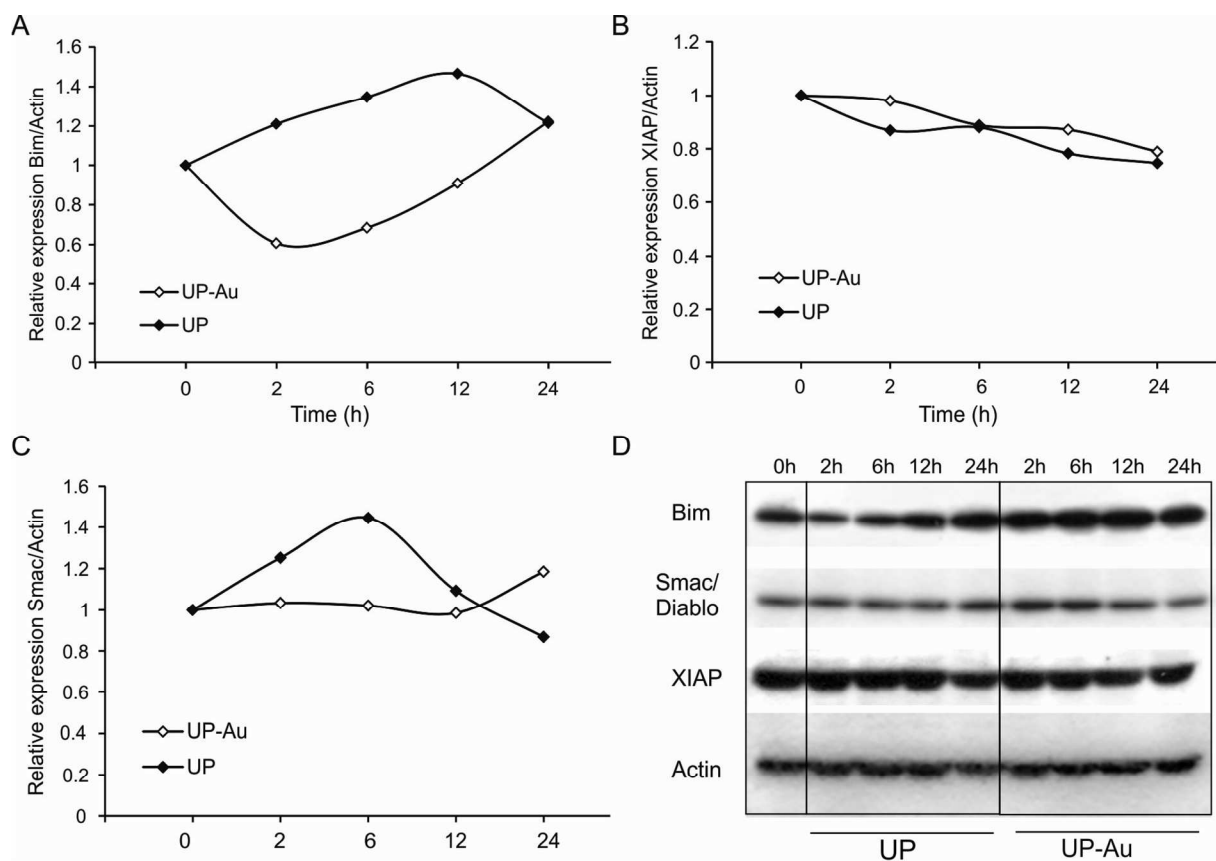 A
Relative expression Bim/Actin
1.6
1.4
1.2
1
0.8
0.6
0.4
0.2
0
UP-Au
UP
0 2 6 12 24
Time (h)
B
Relative expression XIAP/Actin
1.2
1
0.8
0.6
0.4
0.2
0
UP-Au
UP
0 2 6 12 24
Time (h)
C
Relative expression Smac/Actin
1.6
1.4
1.2
1
0.8
0.6
0.4
0.2
0
UP-Au
UP
0 2 6 12 24
D
0h 2h 6h 12h 24h 2h 6h 12h 24h
Bim
Smac/
Diablo
XIAP
Actin
UP UP-Au